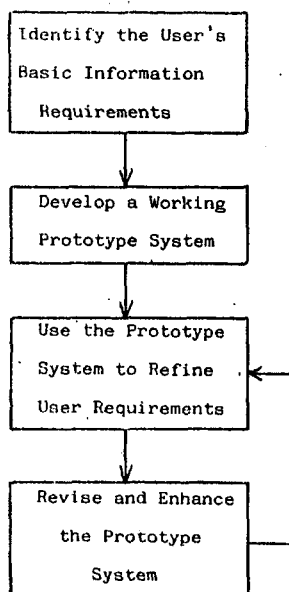 Identify the User's
Basic Information
Requirements
Develop a Working
Prototype System
Use the Prototype
System to Refine
User Requirements
Revise and Enhance
the Prototype
System